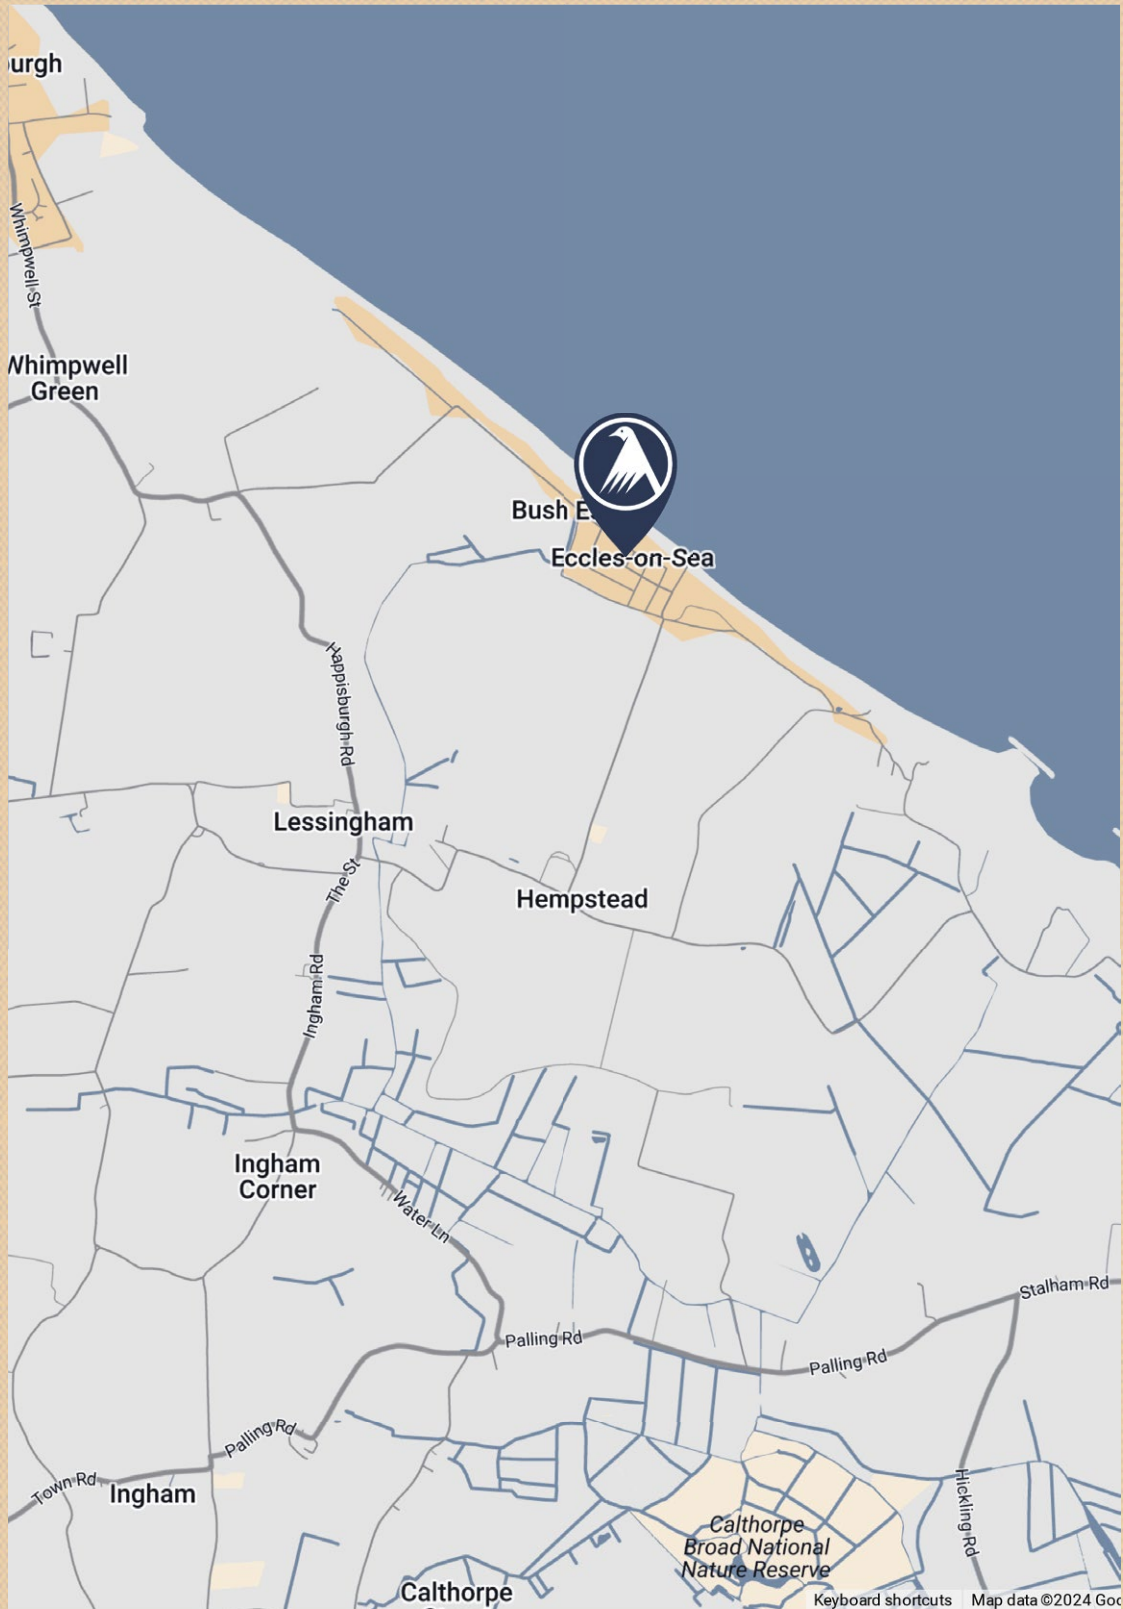 burgh
Whimpwell St
Whimpwell
Green
Bush E
Eccles-on-Sea
Happisburgh Rd
Lessingham
The St
Hempstead
Ingham Rd
Ingham
Corner
Water Ln
Stalham Rd
Palling Rd
Palling Rd
Palling Rd
Town Rd
Ingham
Hickling Rd
Calthorpe
Broad National
Nature Reserve
Calthorpe
Keyboard shortcuts
Map data ©2024 Goo